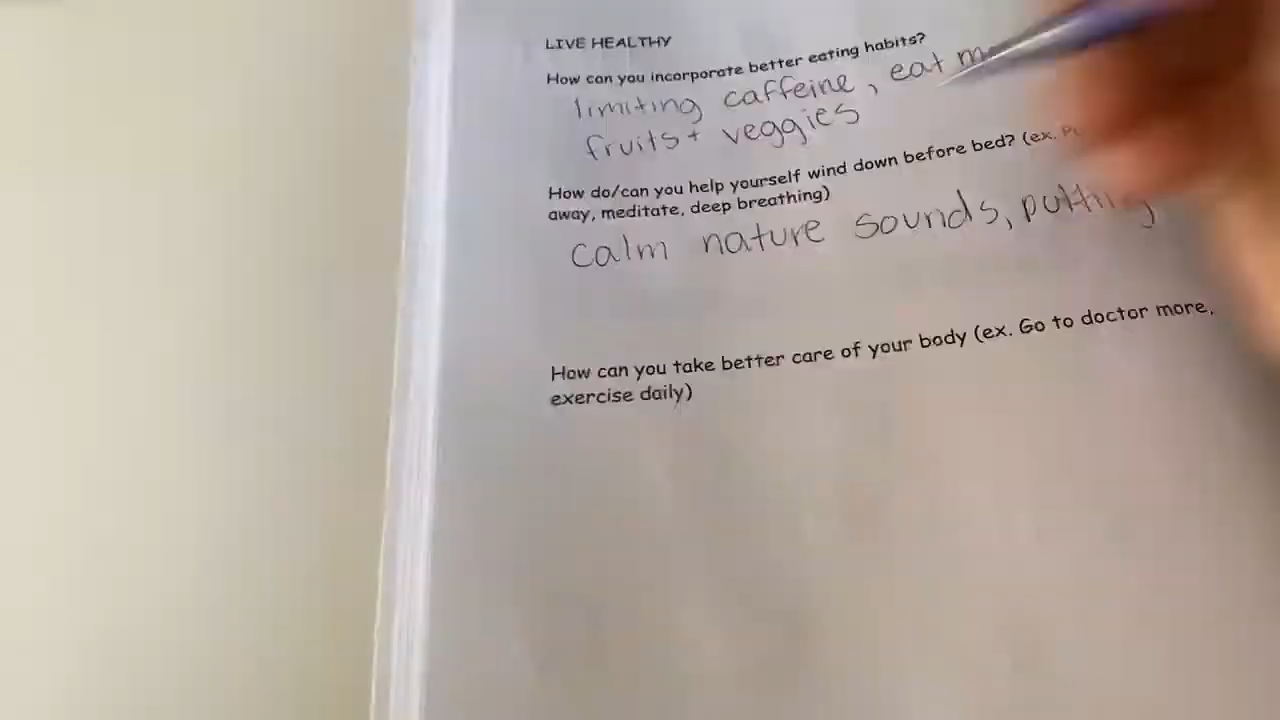 LIVE HEALTHY
How can you incorporate better eating habits?
limiting caffeine, eat
fruits + veggies
How do/can you help yourself wind down before bed? (ex.
away, meditate, deep breathing)
calm nature sounds, putting
How can you take better care of your body (ex. Go to doctor more,
exercise daily)